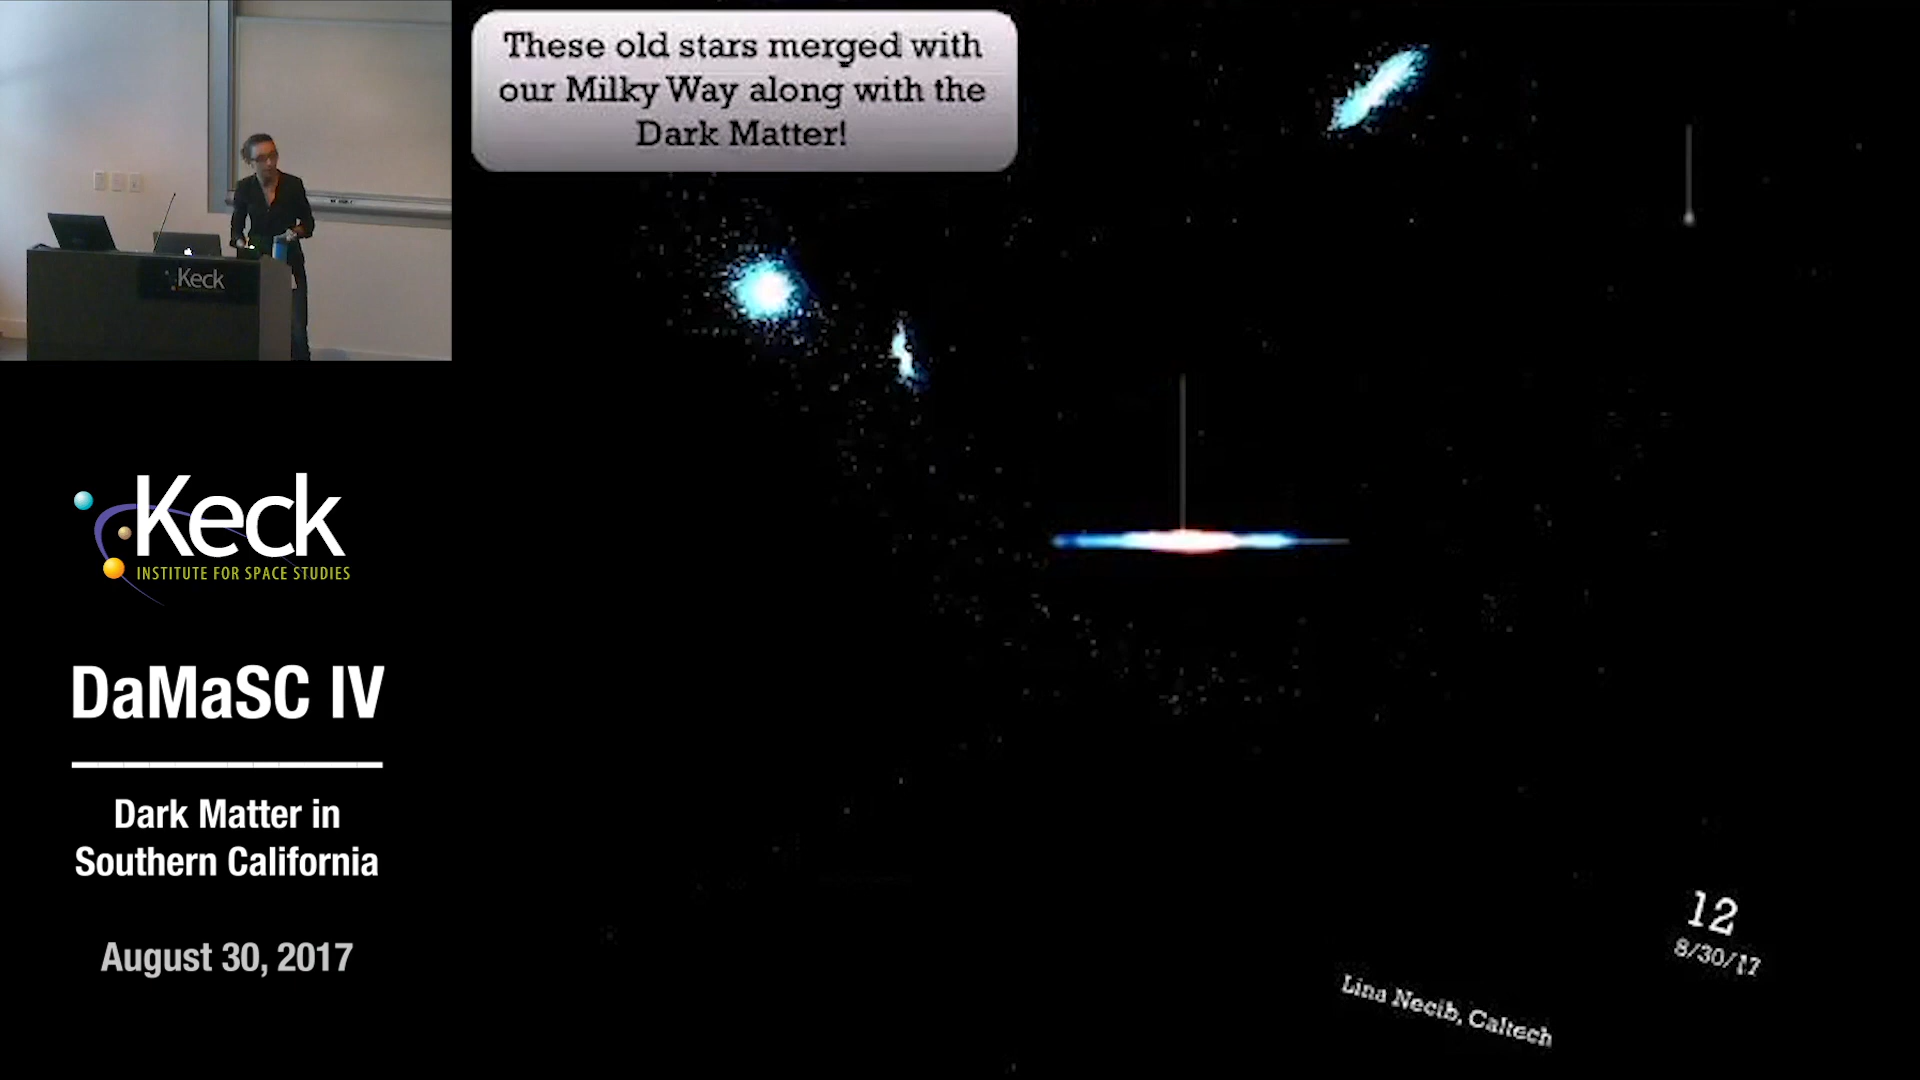 These old stars merged with
our Milky Way along with the
Dark Matter!
Keck
Keck
INSTITUTE FOR SPACE STUDIES
DaMaSC IV
Dark Matter in
Southern California
August 30, 2017
12
8/30/17
Lina Necib, Caltech